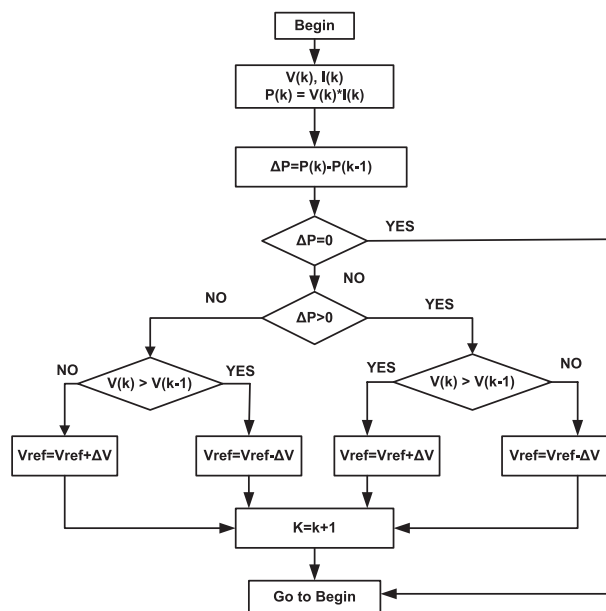 Begin
V(k), I(k)
P(k) = V(k)*I(k)
ΔP=P(k)-P(k-1)
ΔP=0
YES
NO
ΔP>0
NO
YES
V(k) > V(k-1)
NO
YES
V(k) > V(k-1)
YES
NO
Vref=Vref+ΔV
Vref=Vref-ΔV
Vref=Vref+ΔV
Vref=Vref-ΔV
K=k+1
Go to Begin